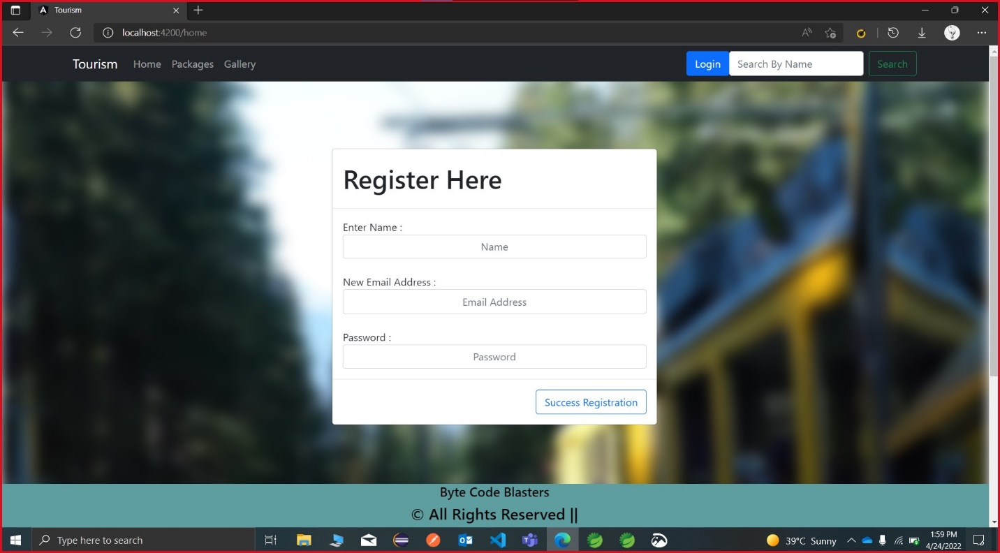 Tourism
localhost:4200/home
Tourism Home Packages Gallery Login Search By Name Search
Register Here
Enter Name :
Name
New Email Address :
Email Address
Password :
Password
Success Registration
Byte Code Blasters
© All Rights Reserved ||
Type here to search 39°C Sunny 1:59 PM
4/24/2022